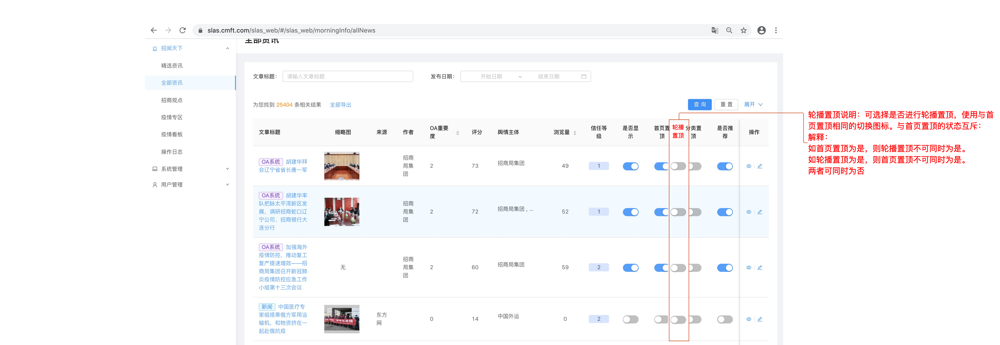 slas.cmft.com/slas_web/#/slas_web/morningInfo/allNews
全部资讯
招闻天下
精选资讯
全部资讯
招商观点
疫情专区
疫情看板
操作日志
系统管理
用户管理
文章标题：
请输入文章标题
发布日期：
开始日期
~
结束日期
为您找到 25404 条相关结果
全部导出
查 询
重 置
展开
文章标题
缩略图
来源
作者
OA重要
度
评分
舆情主体
浏览量
信任等
级
是否显
示
首页置
顶
轮播
置顶
分类置
顶
是否推
荐
操作
OA系统 胡建华拜
会辽宁省省长唐一军
招商
局集
团
2
73
招商局集团
49
1
OA系统 胡建华率
队把脉太平湾新区发
展，调研招商蛇口辽
宁公司、招商银行大
连分行
招商
局集
团
2
72
招商局集团 , ...
52
1
OA系统 加强海外
疫情防控，推动复工
复产提速增效——招
商局集团召开新冠肺
炎疫情防控应急工作
小组第十三次会议
无
招商
局集
团
2
60
招商局集团
59
2
新闻 中国医疗专
家组搭乘俄方军用运
输机，和物资挤在一
起赴俄抗疫
东方
网
0
14
中国外运
0
2
轮播置顶说明：可选择是否进行轮播置顶，使用与首
页置顶相同的切换图标。与首页置顶的状态互斥：
解释：
如首页置顶为是，则轮播置顶不可同时为是。
如轮播置顶为是，则首页置顶不可同时为是。
两者可同时为否